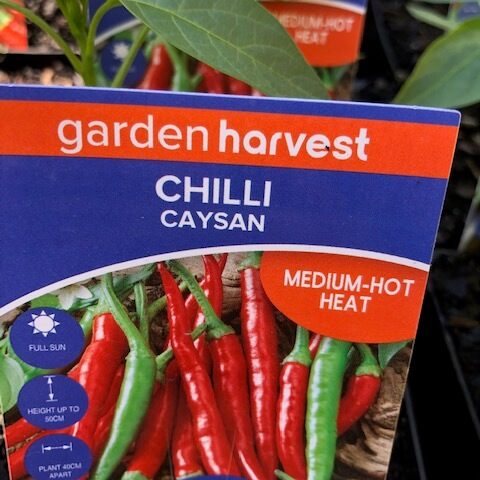 MEDIUM-HOT
HEAT
garden harvest
CHILLI
CAYSAN
MEDIUM-HOT
HEAT
FULL SUN
HEIGHT UP TO
50CM
PLANT 40CM
APART